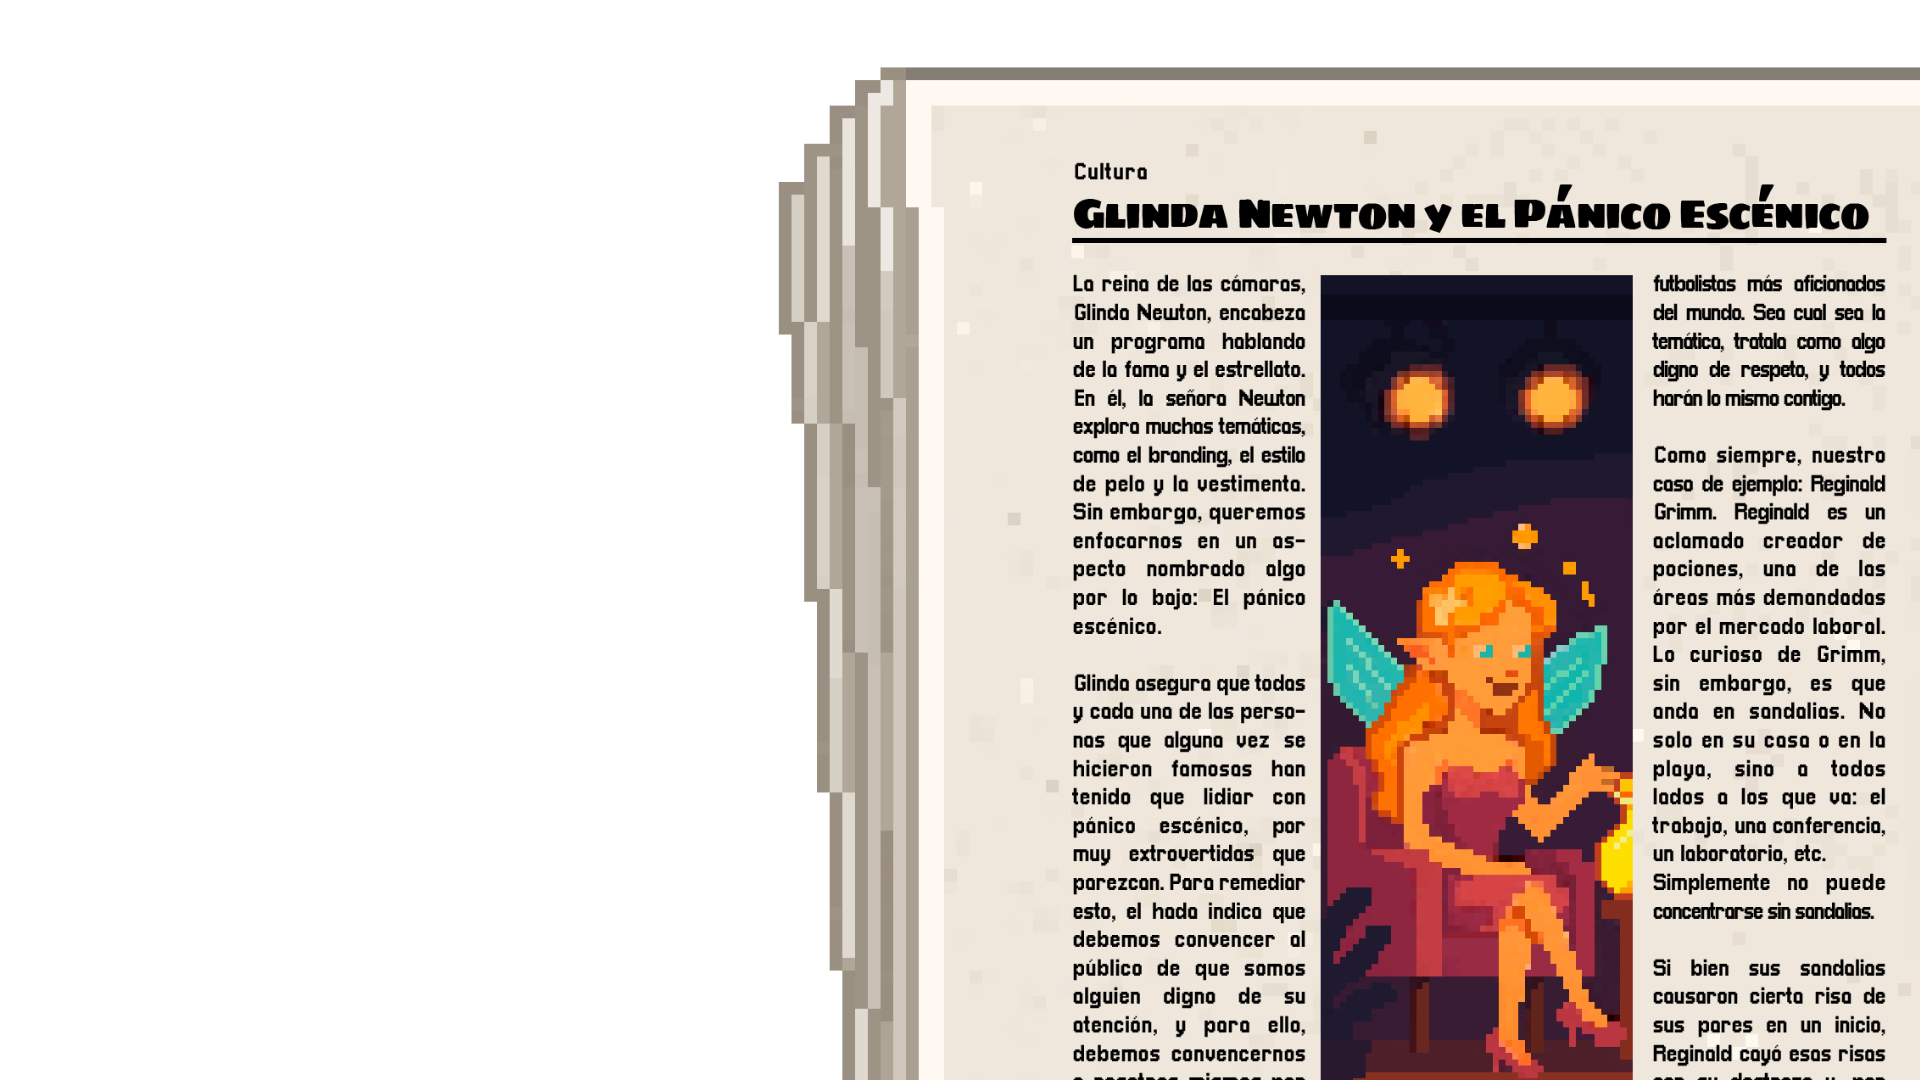 Cultura
Glinda Newton y el Pánico Escénico
La reina de las cámaras,
Glinda Newton, encabeza
un programa hablando
de la fama y el estrellato.
En él, la señora Newton
explora muchas temáticas,
como el branding, el estilo
de pelo y la vestimenta.
Sin embargo, queremos
enfocarnos en un as-
pecto nombrado algo
por lo bajo: El pánico
escénico.
Glinda asegura que todas
y cada una de las perso-
nas que alguna vez se
hicieron famosas han
tenido que lidiar con
pánico escénico, por
muy extrovertidas que
parezcan. Para remediar
esto, el hada indica que
debemos convencer al
público de que somos
alguien digno de su
atención, y para ello,
debemos convencernos
a nosotros mismos por
futbolistas más aficionados
del mundo. Sea cual sea la
temática, tratala como algo
digno de respeto, y todos
harán lo mismo contigo.
Como siempre, nuestro
caso de ejemplo: Reginald
Grimm. Reginald es un
aclamado creador de
pociones, una de las
áreas más demandadas
por el mercado laboral.
Lo curioso de Grimm,
sin embargo, es que
anda en sandalias. No
solo en su casa o en la
playa, sino a todos
lados a los que va: el
trabajo, una conferencia,
un laboratorio, etc.
Simplemente no puede
concentrarse sin sandalias.
Si bien sus sandalias
causaron cierta risa de
sus pares en un inicio,
Reginald cayó esas risas
con su destreza y, por